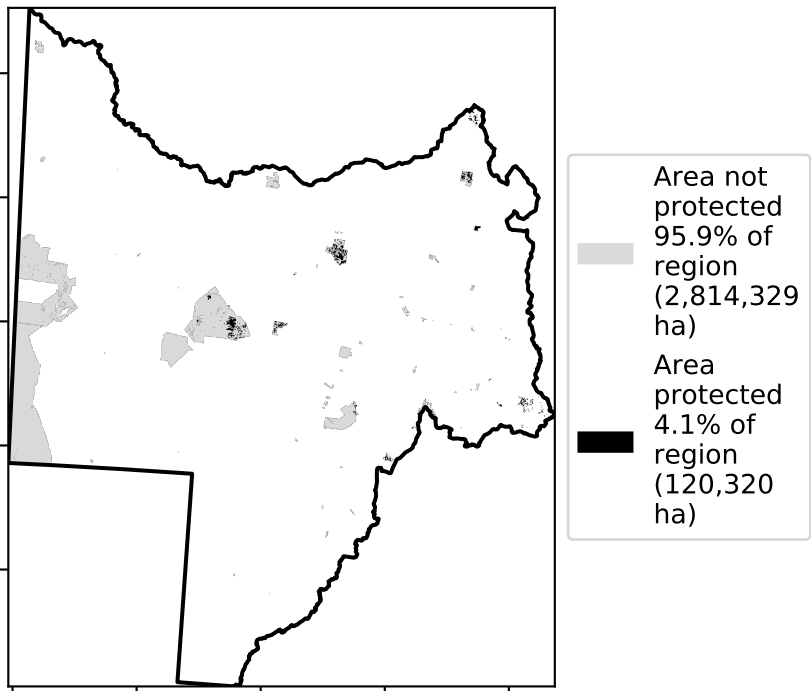 Area not
protected
95.9% of
region
(2,814,329
ha)
Area
protected
4.1% of
region
(120,320
ha)